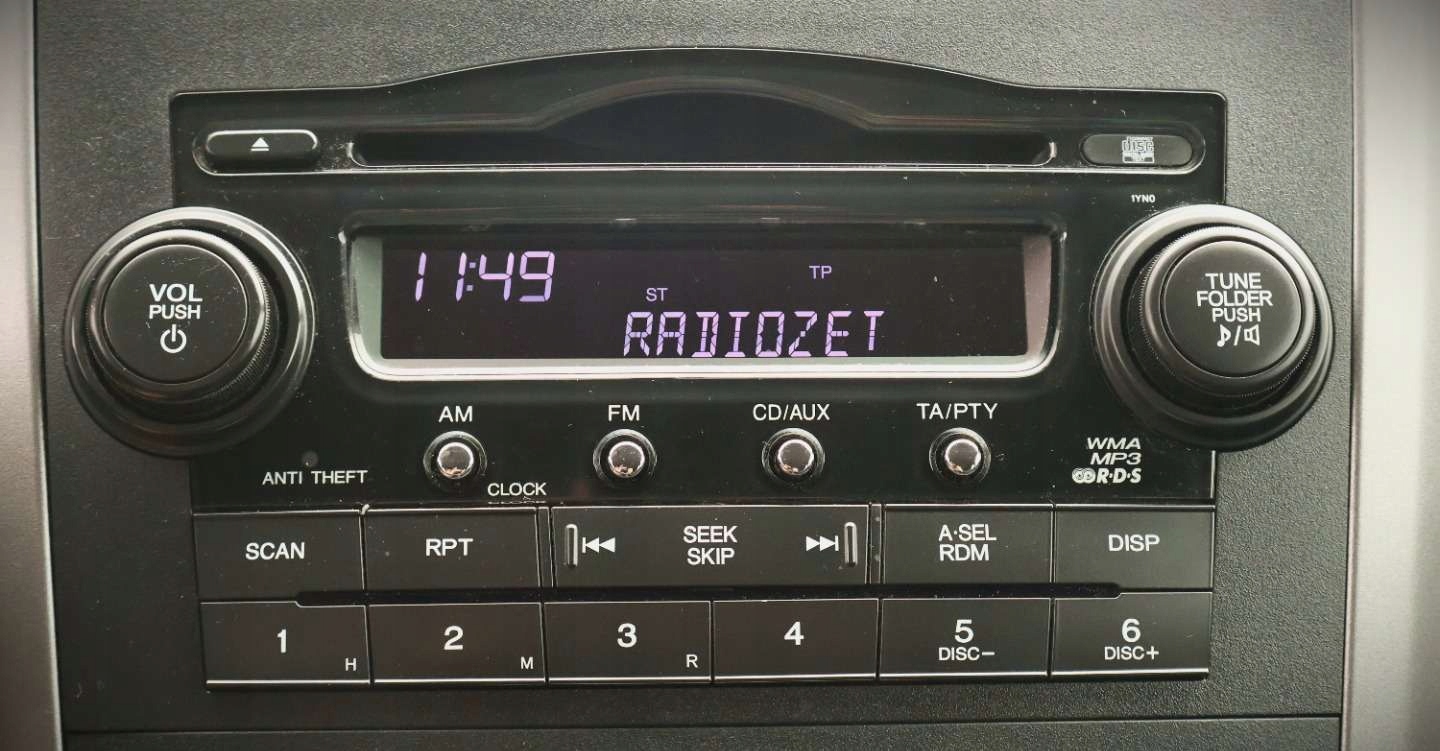 disc
1YN0
VOL
PUSH
TUNE
FOLDER
PUSH
11:49
TP
ST
RADIOZET
AM
FM
CD/AUX
TA/PTY
ANTI THEFT
CLOCK
WMA
MP3
R·D·S
SCAN
RPT
SEEK
SKIP
A·SEL
RDM
DISP
1
H
2
M
3
R
4
5
DISC−
6
DISC+